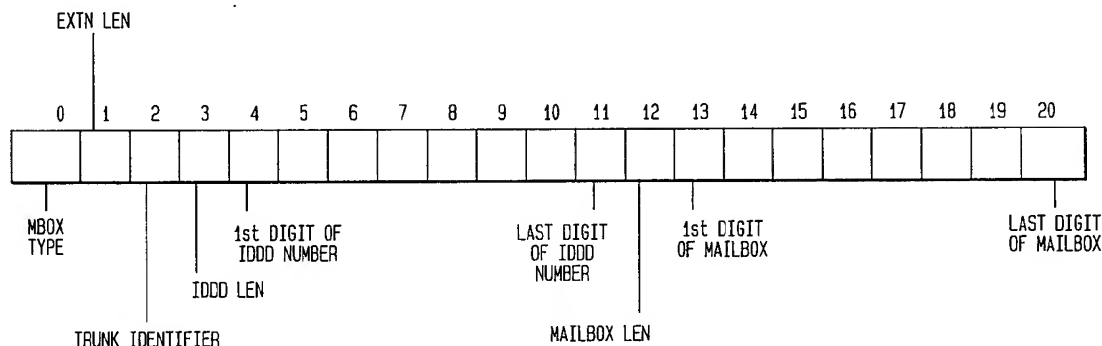 EXTN LEN
0 1 2 3 4 5 6 7 8 9 10 11 12 13 14 15 16 17 18 19 20
MBOX
TYPE
1st DIGIT OF
IDDD NUMBER
LAST DIGIT
OF IDDD
NUMBER
1st DIGIT
OF MAILBOX
LAST DIGIT
OF MAILBOX
IDDD LEN
TRUNK IDENTIFIER
MAILBOX LEN